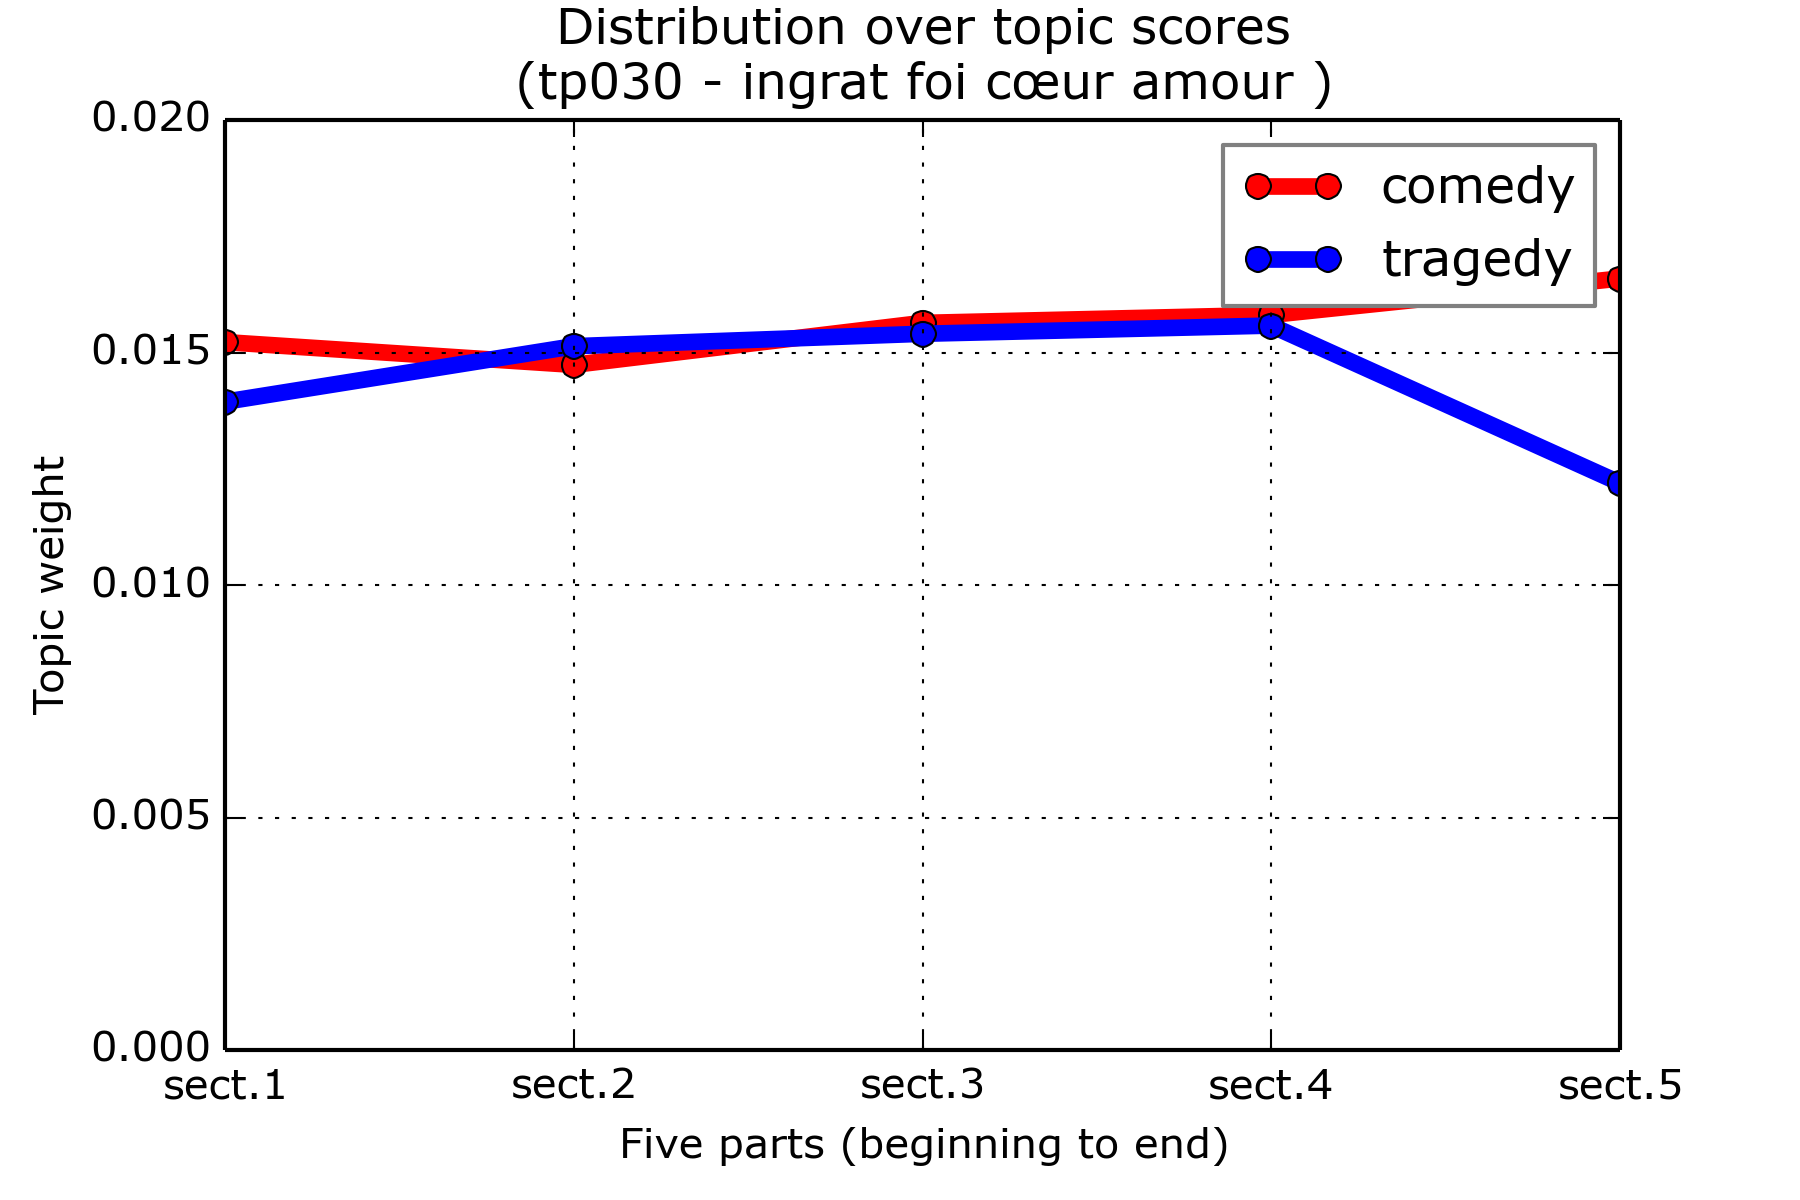 Distribution over topic scores
(tp030 - ingrat foi cœur amour )
comedy
tragedy
0.020
0.015
0.010
0.005
0.000
Topic weight
sect.1 sect.2 sect.3 sect.4 sect.5
Five parts (beginning to end)